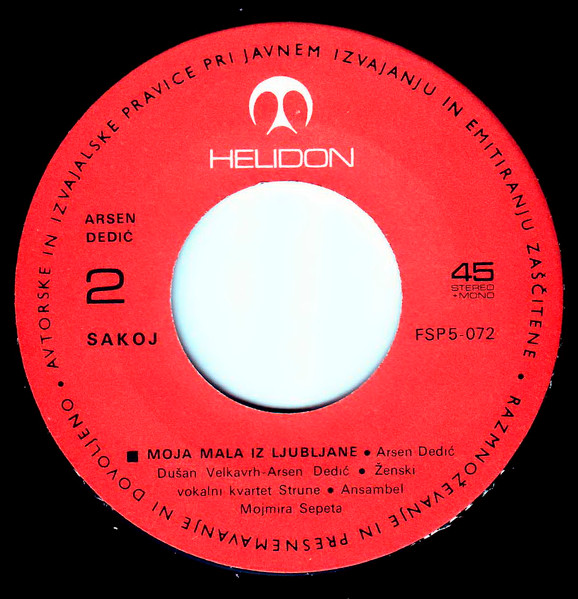 AVTORSKE IN IZVAJALSKE PRAVICE PRI JAVNEM IZVAJANJU IN EMITIRANJU ZAŠČITENE • RAZMNOŽEVANJE IN PRESNEMAVANJE NI DOVOLJENO •
HELIDON
ARSEN
DEDIĆ
2
SAKOJ
45
STEREO
+MONO
FSP5-072
■ MOJA MALA IZ LJUBLJANE • Arsen Dedić
Dušan Velkavrh-Arsen Dedić • Ženski
vokalni kvartet Strune • Ansambel
Mojmira Sepeta